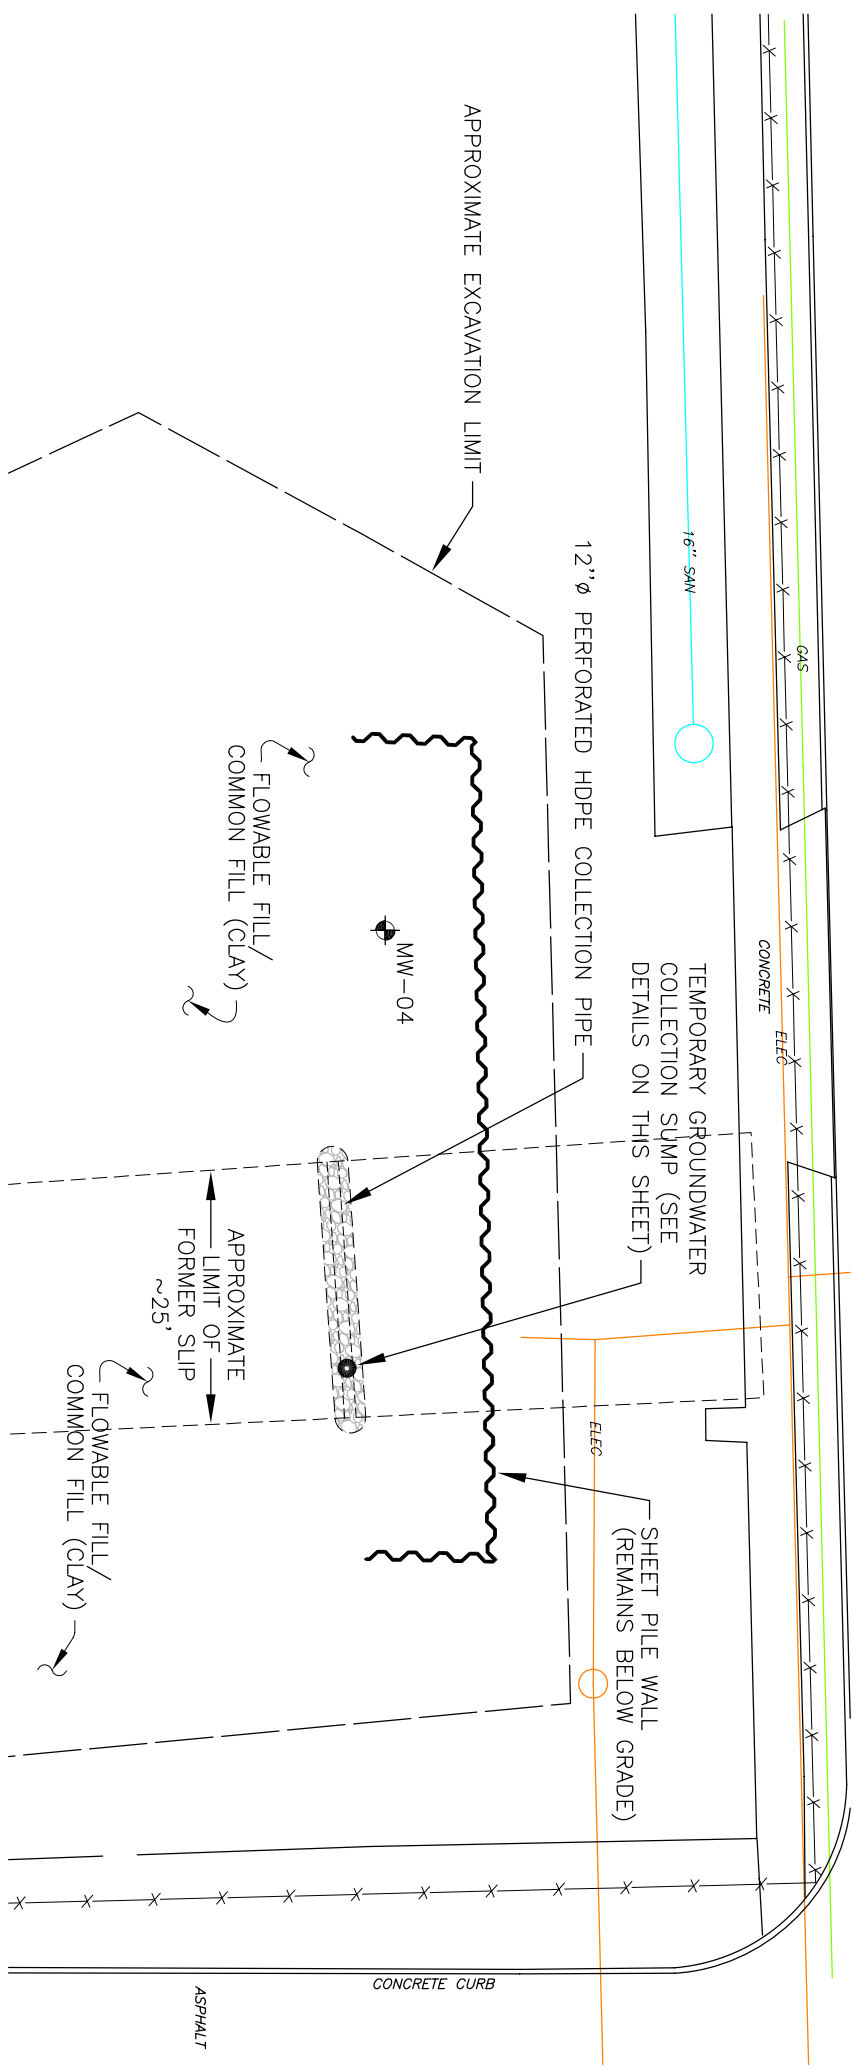 GAS
16" SAN
CONCRETE
ELEC
APPROXIMATE EXCAVATION LIMIT
12"ø PERFORATED HDPE COLLECTION PIPE
TEMPORARY GROUNDWATER
COLLECTION SUMP (SEE
DETAILS ON THIS SHEET)
ELEC
SHEET PILE WALL
(REMAINS BELOW GRADE)
MW-04
FLOWABLE FILL/
COMMON FILL (CLAY)
APPROXIMATE
LIMIT OF
FORMER SLIP
~25'
FLOWABLE FILL/
COMMON FILL (CLAY)
CONCRETE CURB
ASPHALT